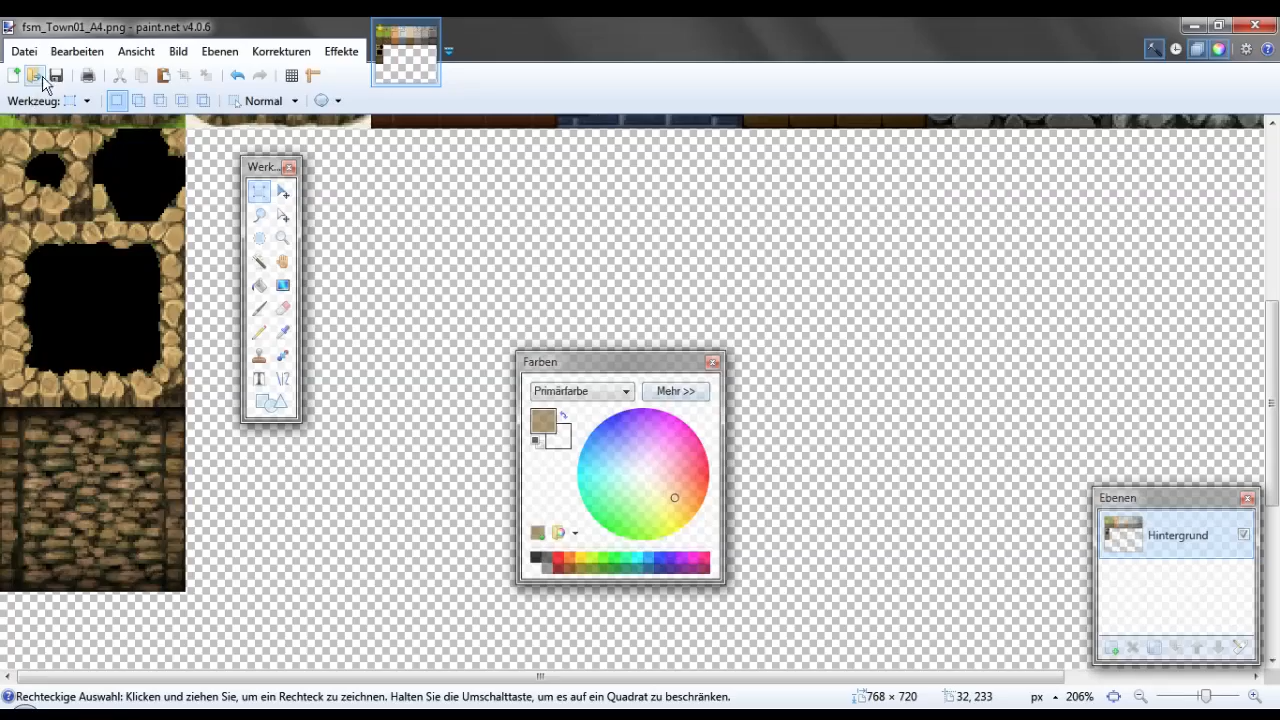 fsm_Town01_A4.png - paint.net v4.0.6
Datei Bearbeiten Ansicht Bild Ebenen Korrekturen Effekte
Werkzeug: Normal
Werk...
Farben
Primärfarbe Mehr >>
Ebenen
Hintergrund
Rechteckige Auswahl: Klicken und ziehen Sie, um ein Rechteck zu zeichnen. Halten Sie die Umschalttaste, um es auf ein Quadrat zu beschränken. 768 × 720 32, 233 px 206%